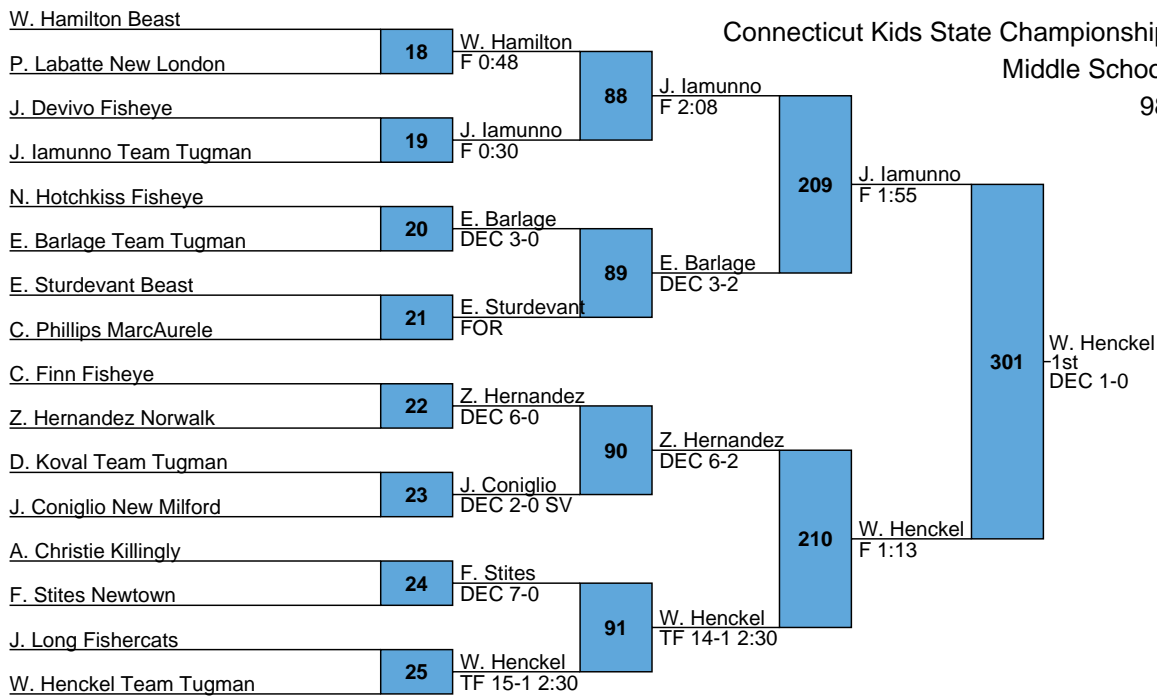 Connecticut Kids State Championship
Middle School
98
W. Hamilton Beast
P. Labatte New London
J. Devivo Fisheye
J. Iamunno Team Tugman
N. Hotchkiss Fisheye
E. Barlage Team Tugman
E. Sturdevant Beast
C. Phillips MarcAurele
C. Finn Fisheye
Z. Hernandez Norwalk
D. Koval Team Tugman
J. Coniglio New Milford
A. Christie Killingly
F. Stites Newtown
J. Long Fishercats
W. Henckel Team Tugman
18
19
20
21
22
23
24
25
W. Hamilton
F 0:48
J. Iamunno
F 0:30
E. Barlage
DEC 3-0
E. Sturdevant
FOR
Z. Hernandez
DEC 6-0
J. Coniglio
DEC 2-0 SV
F. Stites
DEC 7-0
W. Henckel
TF 15-1 2:30
88
89
90
91
J. Iamunno
F 2:08
E. Barlage
DEC 3-2
Z. Hernandez
DEC 6-2
W. Henckel
TF 14-1 2:30
209
210
J. Iamunno
F 1:55
W. Henckel
F 1:13
301
W. Henckel
1st
DEC 1-0